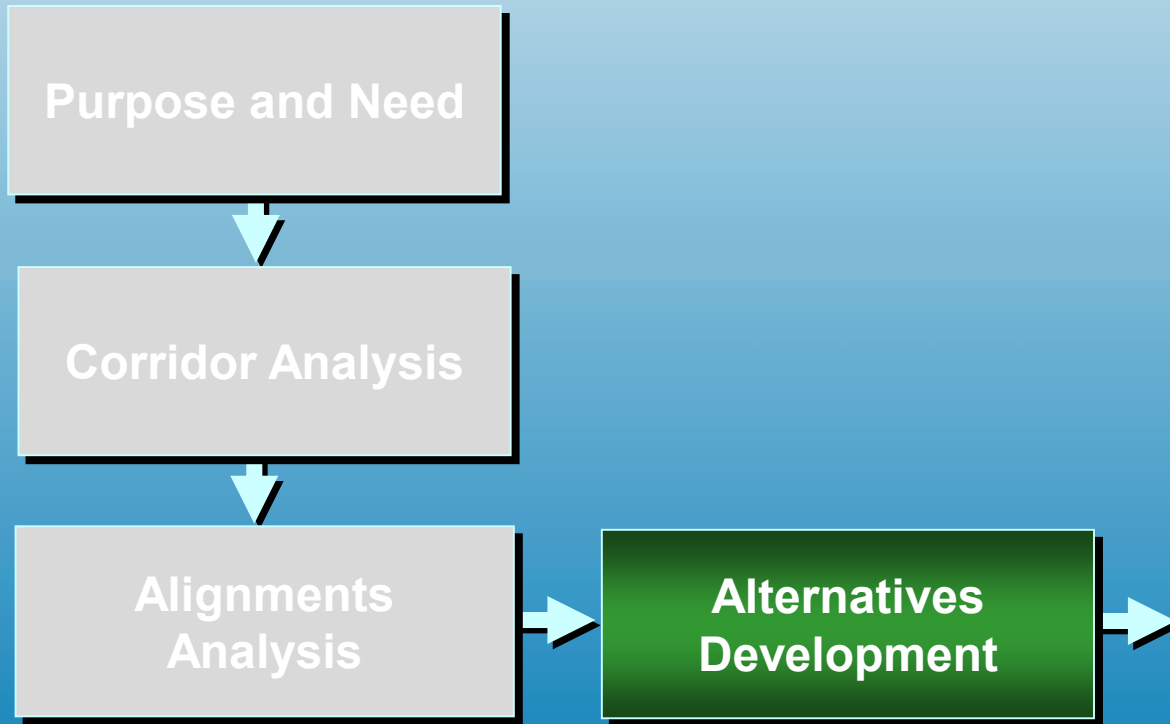 Purpose and Need
Corridor Analysis
Alignments
Analysis
Alternatives
Development